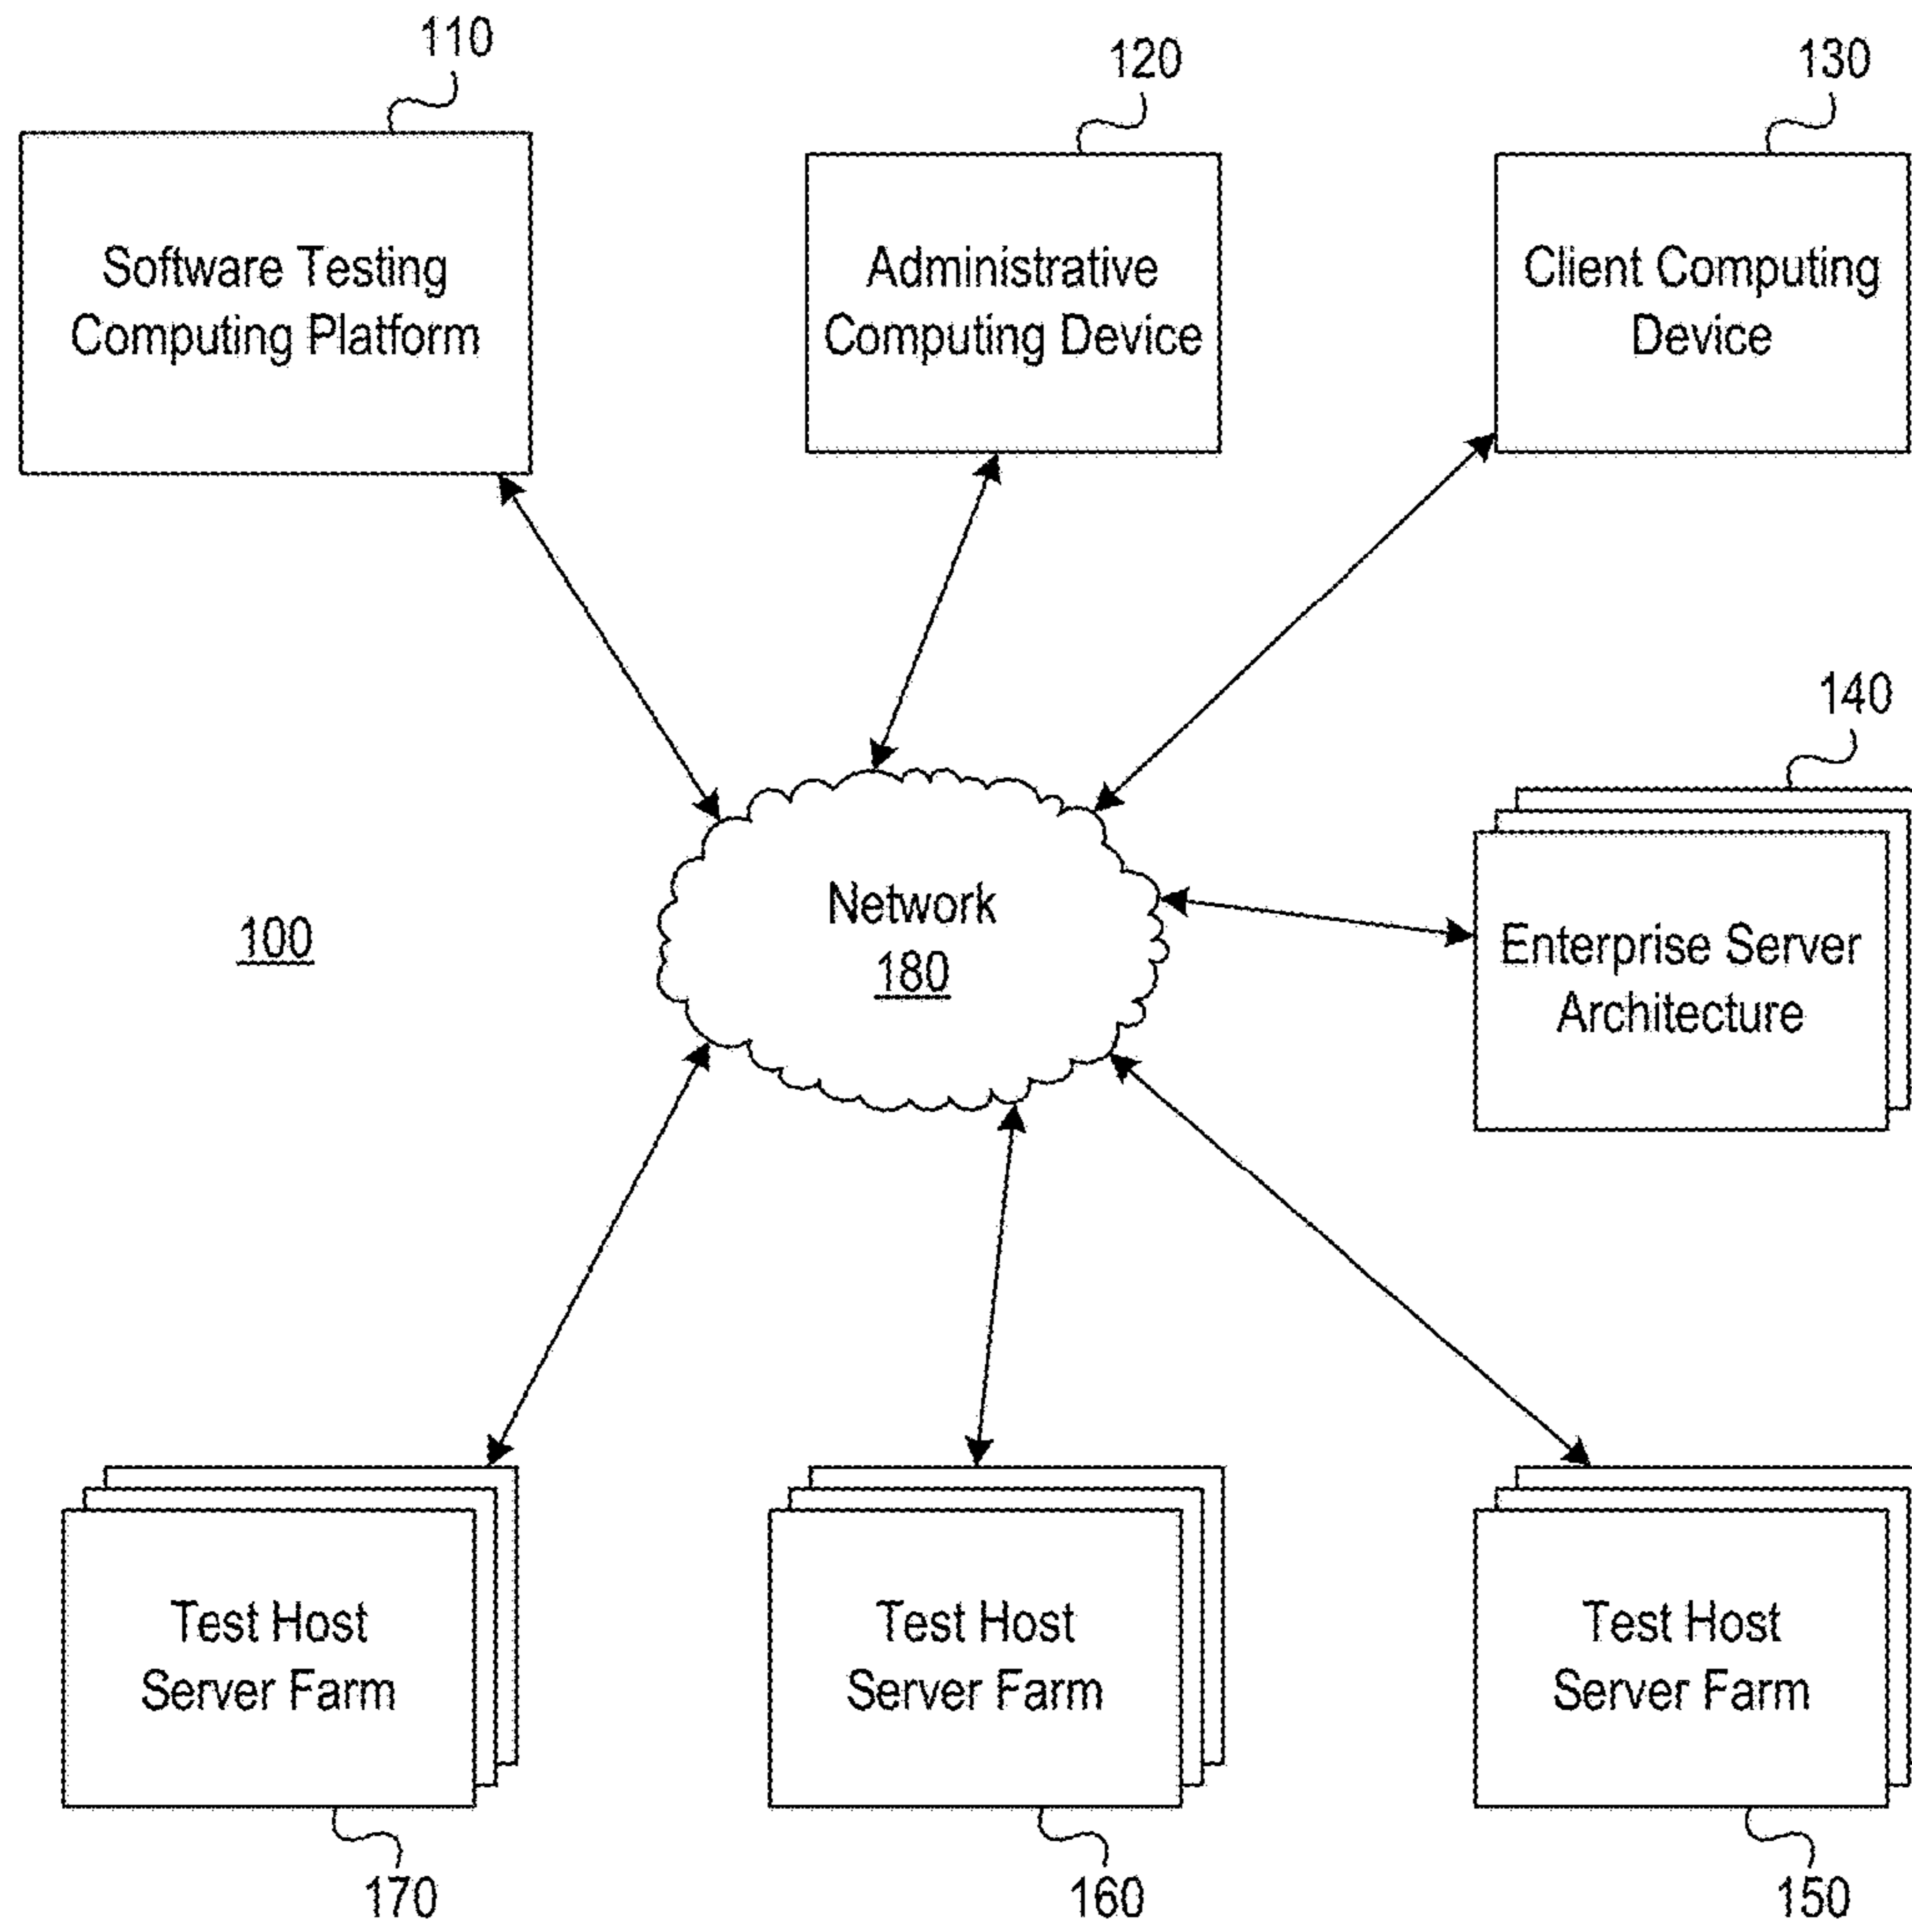 110
120
130
Software Testing
Computing Platform
Administrative
Computing Device
Client Computing
Device
140
Network
180
100
Enterprise Server
Architecture
Test Host
Server Farm
Test Host
Server Farm
Test Host
Server Farm
170
160
150